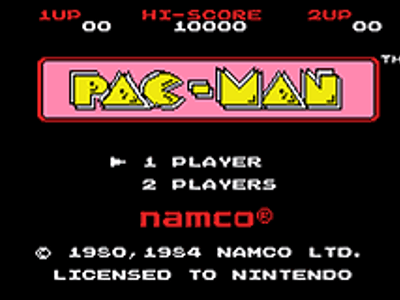 1UP HI-SCORE 2UP
00 10000 00
PAC-MAN TM
1 PLAYER
2 PLAYERS
namco®
© 1980,1984 NAMCO LTD.
LICENSED TO NINTENDO